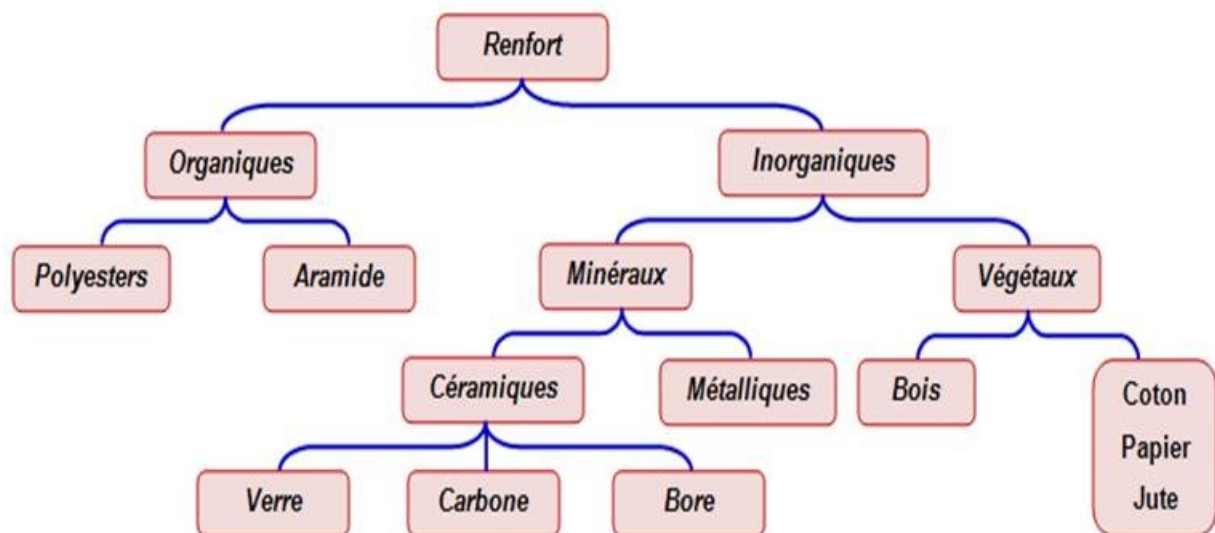 Renfort
Organiques
Inorganiques
Polyesters
Aramide
Minéraux
Végétaux
Céramiques
Métalliques
Bois
Coton
Papier
Jute
Verre
Carbone
Bore